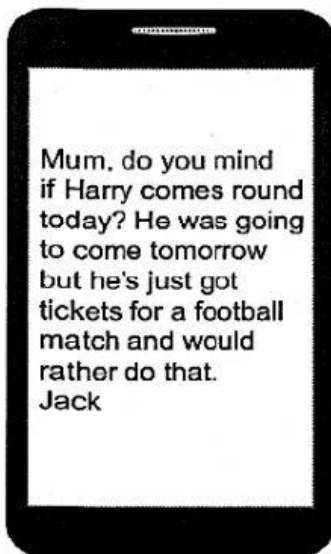 Mum, do you mind
if Harry comes round
today? He was going
to come tomorrow
but he's just got
tickets for a football
match and would
rather do that.
Jack